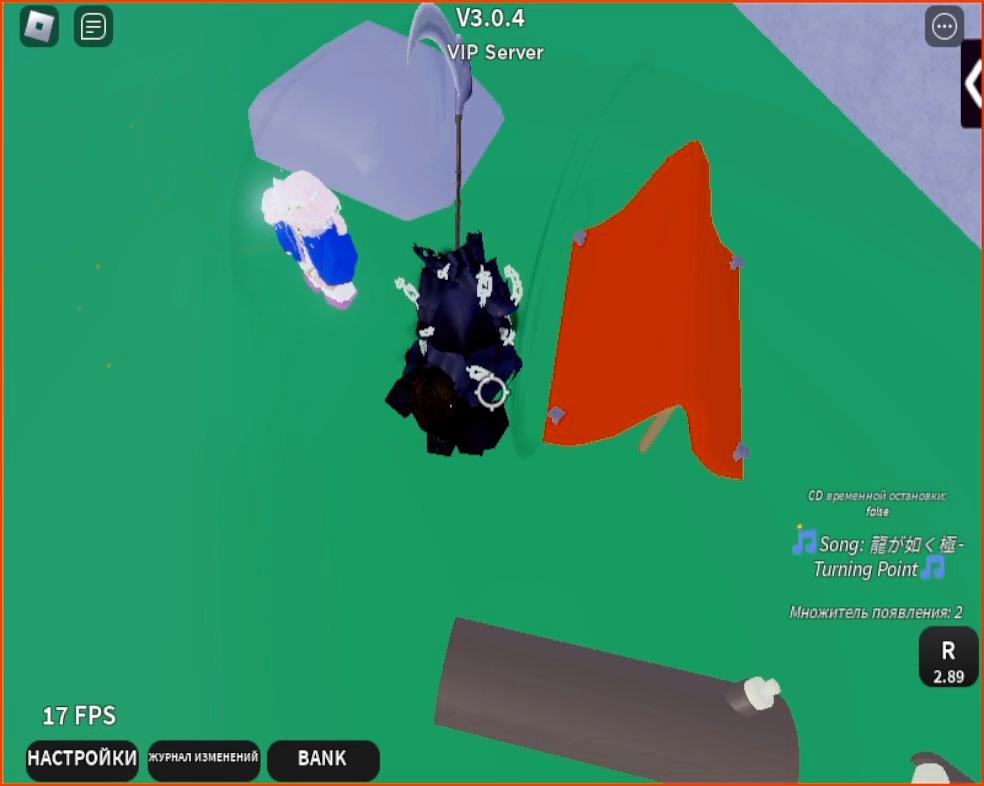 V3.0.4
VIP Server
CD временной остановки:
false
Song: 龍が如く極 -
Turning Point
Множитель появления: 2
R
2.89
17 FPS
НАСТРОЙКИ
ЖУРНАЛ ИЗМЕНЕНИЙ
BANK